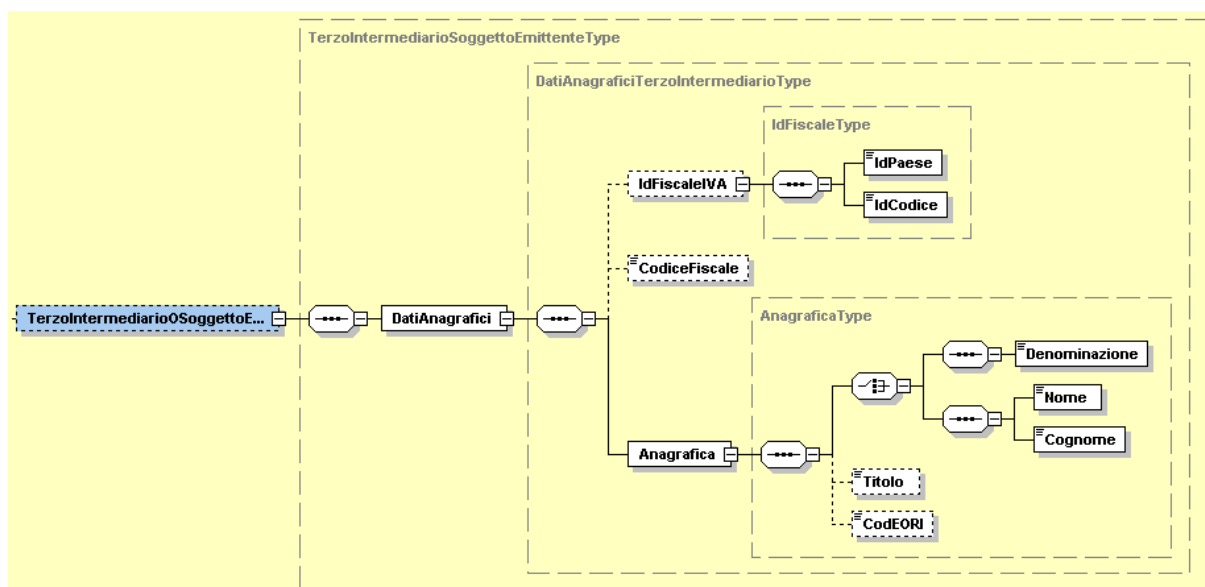 TerzoIntermediarioSoggettoEmittenteType
DatiAnagraficiTerzoIntermediarioType
IdFiscaleType
IdPaese
IdFiscaleIVA
IdCodice
CodiceFiscale
TerzoIntermediarioOSoggettoE...
DatiAnagrafici
AnagraficaType
Denominazione
Nome
Cognome
Anagrafica
Titolo
CodEORI